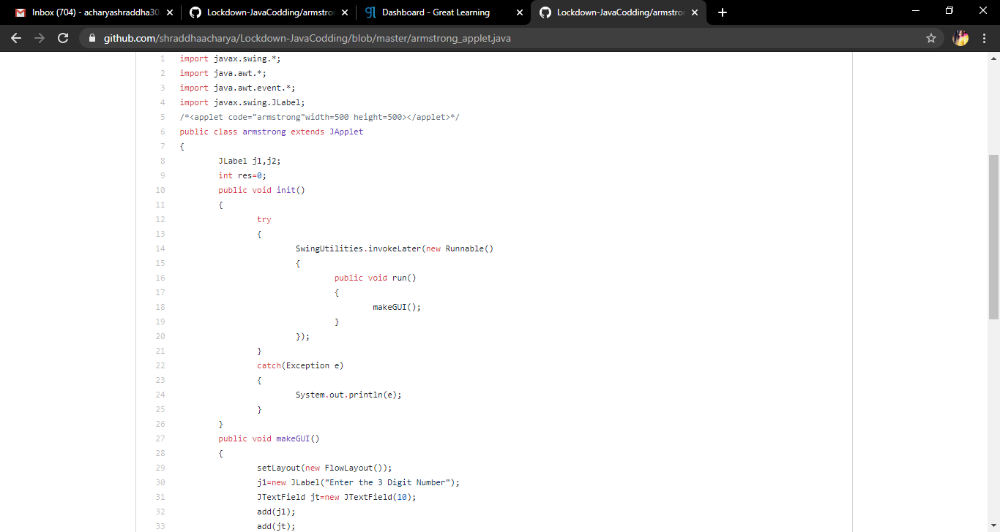 Inbox (704) - acharyashraddha30
Lockdown-JavaCodding/armstron
Dashboard - Great Learning
Lockdown-JavaCodding/armstron
github.com/shraddhaacharya/Lockdown-JavaCodding/blob/master/armstrong_applet.java
1 import javax.swing.*;
2 import java.awt.*;
3 import java.awt.event.*;
4 import javax.swing.JLabel;
5 /*<applet code="armstrong"width=500 height=500></applet>*/
6 public class armstrong extends JApplet
7 {
8 JLabel j1,j2;
9 int res=0;
10 public void init()
11 {
12 try
13 {
14 SwingUtilities.invokeLater(new Runnable()
15 {
16 public void run()
17 {
18 makeGUI();
19 }
20 });
21 }
22 catch(Exception e)
23 {
24 System.out.println(e);
25 }
26 }
27 public void makeGUI()
28 {
29 setLayout(new FlowLayout());
30 j1=new JLabel("Enter the 3 Digit Number");
31 JTextField jt=new JTextField(10);
32 add(j1);
33 add(jt);